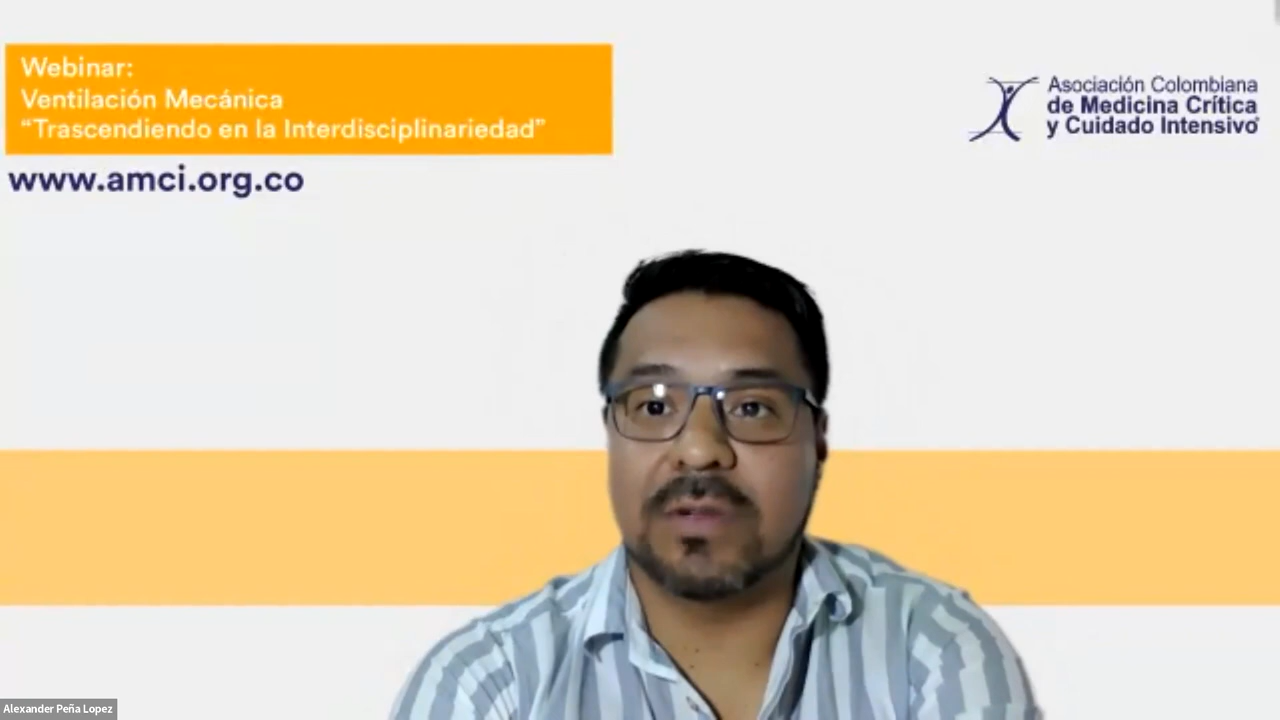 Webinar:
Ventilación Mecánica
“Trascendiendo en la Interdisciplinariedad”
www.amci.org.co
Asociación Colombiana
de Medicina Crítica
y Cuidado Intensivo
Alexander Peña Lopez